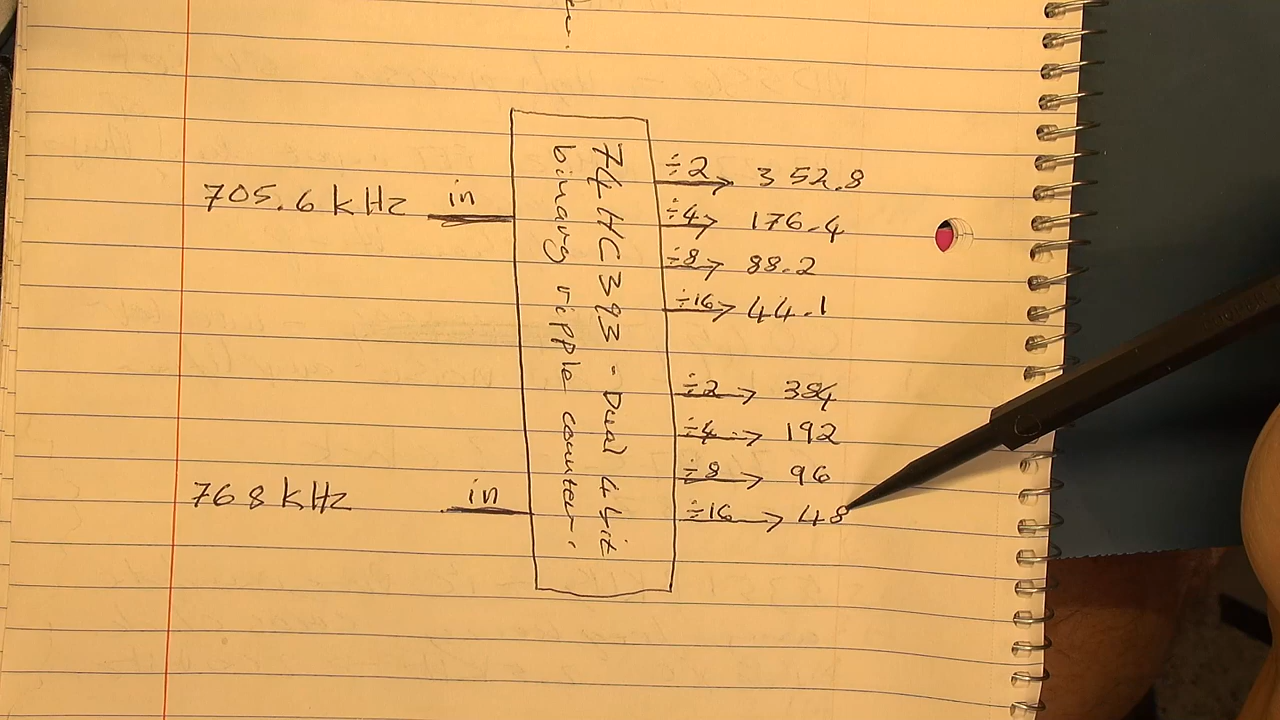 705.6 kHz in
74HC393 - Dual 4 bit
binary ripple counter.
÷2 → 352.8
÷4 → 176.4
÷8 → 88.2
÷16 → 44.1
768 kHz in
÷2 → 384
÷4 → 192
÷8 → 96
÷16 → 48